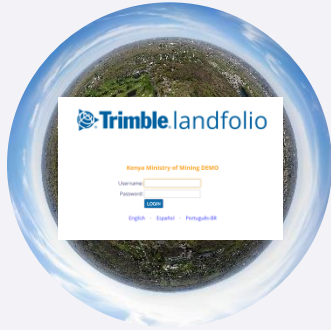 Trimble.landfolio
Kenya Ministry of Mining DEMO
Username:
Password:
LOGIN
English - Español - Português-BR